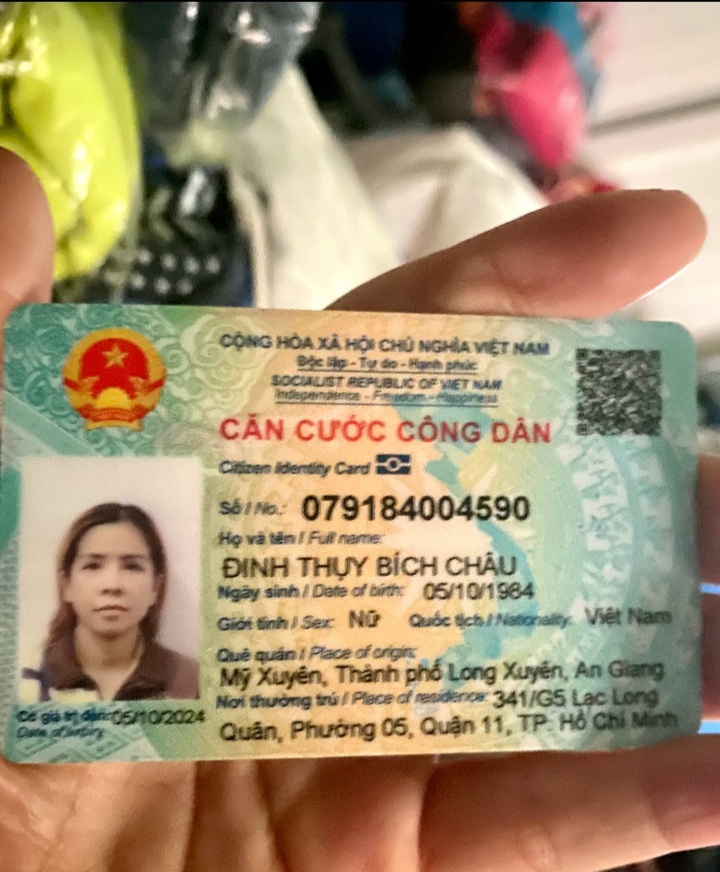 CỘNG HÒA XÃ HỘI CHỦ NGHĨA VIỆT NAM
Độc lập - Tự do - Hạnh phúc
SOCIALIST REPUBLIC OF VIET NAM
Independence - Freedom - Happiness
CĂN CƯỚC CÔNG DÂN
Citizen Identity Card
Số / No.: 079184004590
Họ và tên / Full name:
ĐINH THỤY BÍCH CHÂU
Ngày sinh / Date of birth: 05/10/1984
Giới tính / Sex: Nữ Quốc tịch / Nationality: Việt Nam
Quê quán / Place of origin:
Mỹ Xuyên, Thành phố Long Xuyên, An Giang
Nơi thường trú / Place of residence: 341/G5 Lạc Long
Quân, Phường 05, Quận 11, TP. Hồ Chí Minh
Có giá trị đến: 05/10/2024
Date of expiry